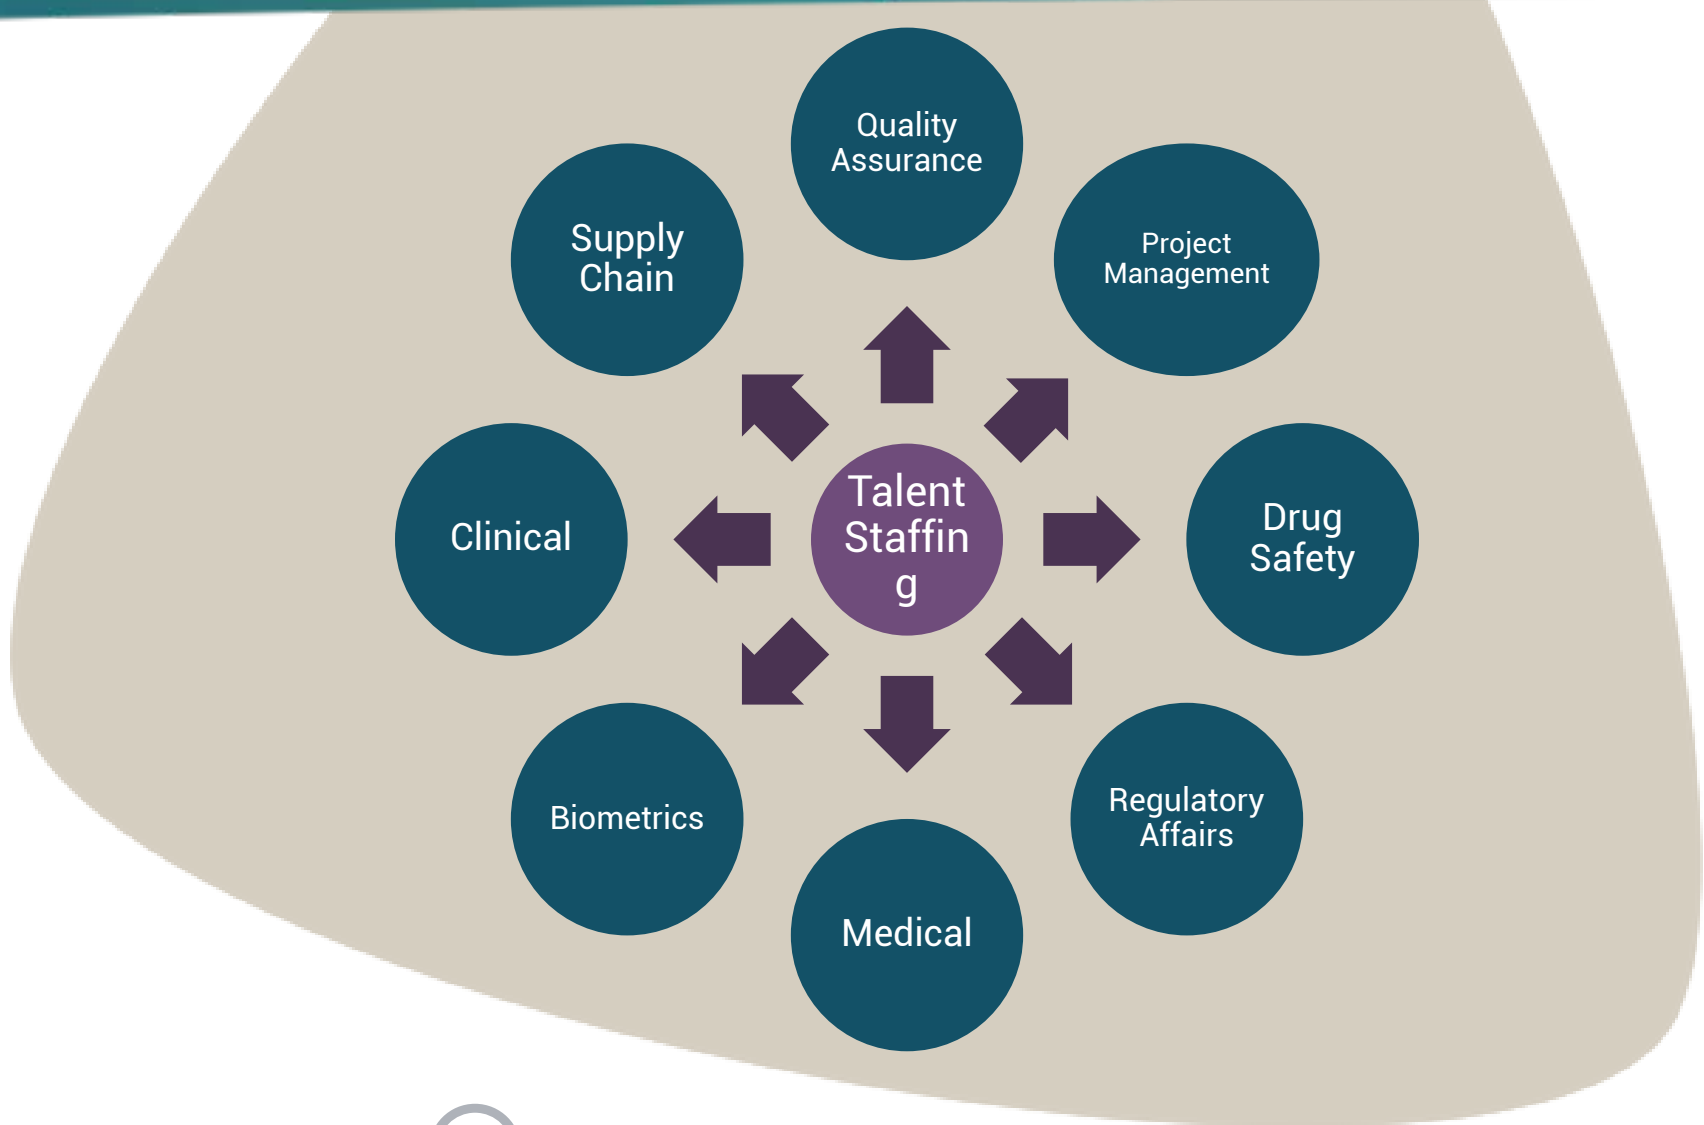 Quality
Assurance
Project
Management
Drug
Safety
Regulatory
Affairs
Medical
Biometrics
Clinical
Supply
Chain
Talent
Staffin
g